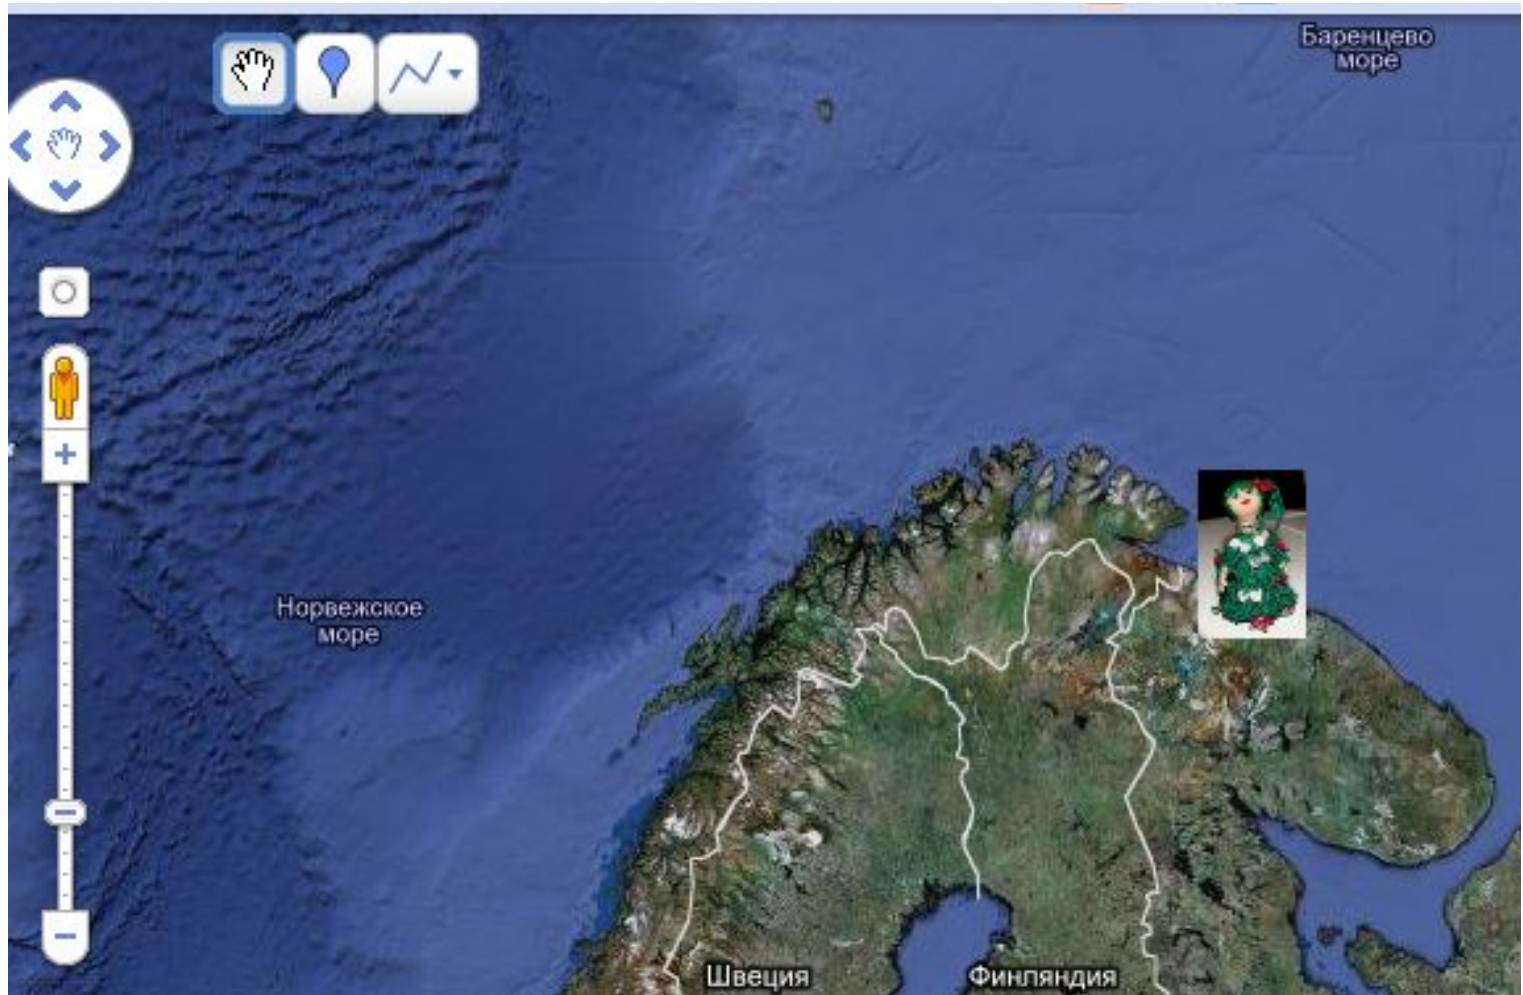 Баренцево
море
Норвежское
море
Швеция
Финляндия